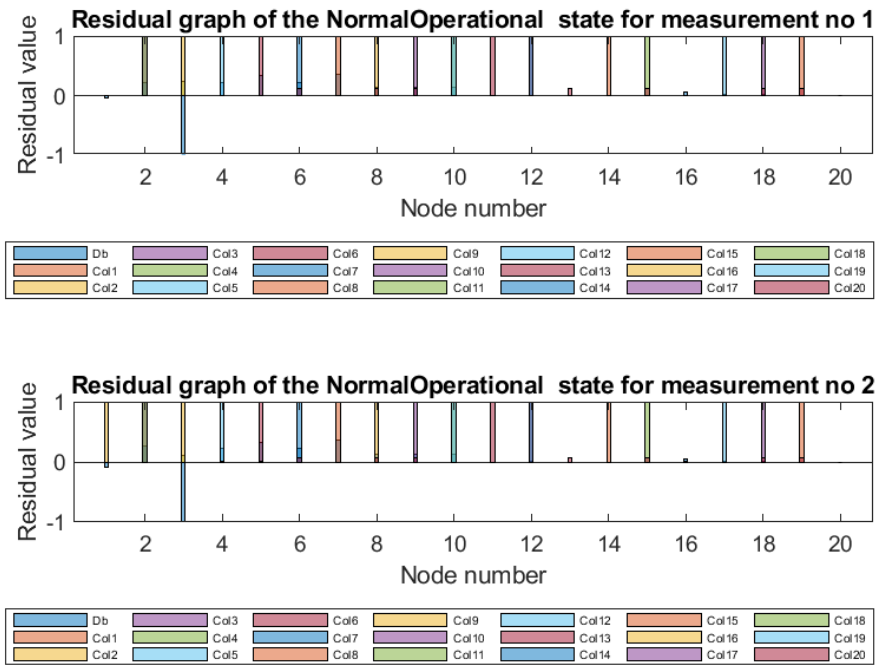 Residual graph of the NormalOperational state for measurement no 1
Residual value
1
0
-1
2 4 6 8 10 12 14 16 18 20
Node number
Db Col3 Col6 Col9 Col12 Col15 Col18
Col1 Col4 Col7 Col10 Col13 Col16 Col19
Col2 Col5 Col8 Col11 Col14 Col17 Col20
Residual graph of the NormalOperational state for measurement no 2
Residual value
1
0
-1
2 4 6 8 10 12 14 16 18 20
Node number
Db Col3 Col6 Col9 Col12 Col15 Col18
Col1 Col4 Col7 Col10 Col13 Col16 Col19
Col2 Col5 Col8 Col11 Col14 Col17 Col20